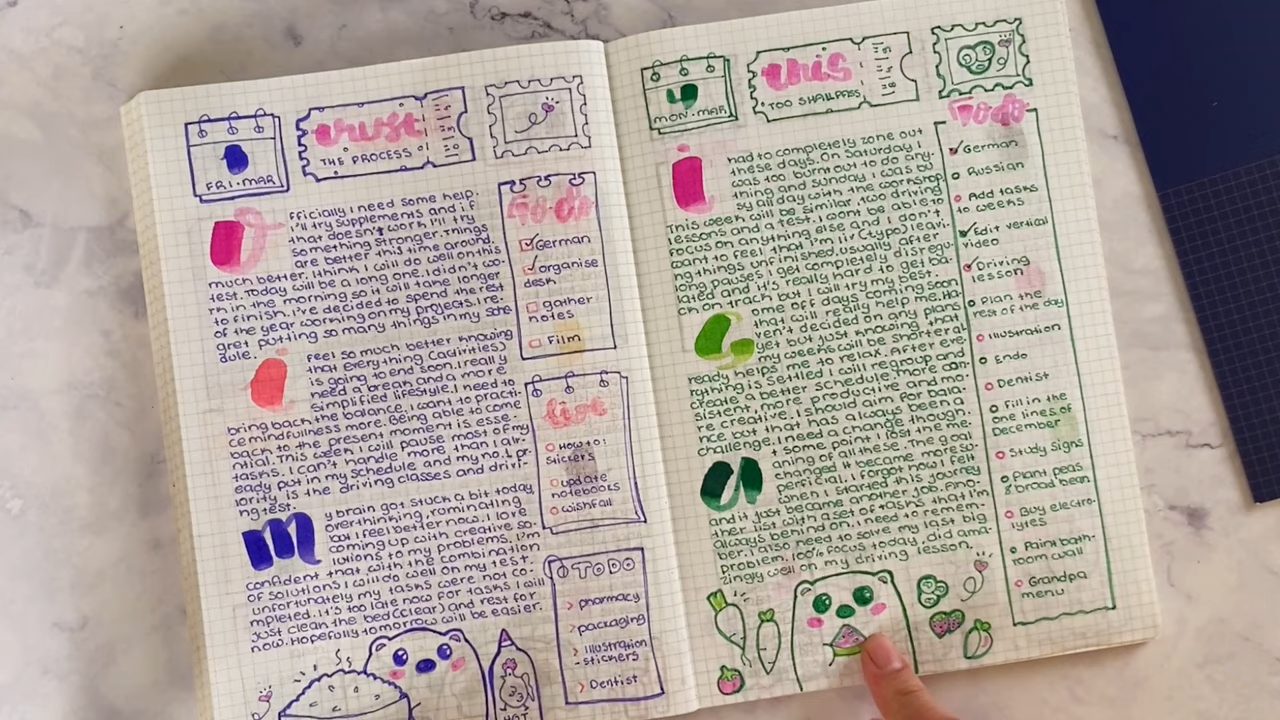 FRI·MAR
trust
THE PROCESS
Officially, I need some help.
I'll try supplements and if
that doesn't work I'll try
something stronger. Things
are better this time around,
much better. I think I will do well on this
test. Today will be a long one. I didn't wo-
rk in the morning so it will take longer
to finish. I've decided to spend the rest
of the year working on my projects. I re-
gret putting so many things in my sche-
dule.
I feel so much better knowing
that everything (activities)
is going to end soon. I really
need a break and a more
simplified lifestyle. I need to
bring back the balance. I want to practi-
ce mindfullness more. Being able to come
back to the present moment is esse-
ntial. This week I will pause most of my
tasks. I can't handle more than I alr-
eady put in my schedule and my no.1 pr-
iority is the driving classes and drivi-
ng test.
My brain got stuck a bit today,
overthinking, ruminating
but I feel better now. I love
coming up with creative so-
lutions to my problems. I'm
confident that with the combination
of solutions I will do well on my test.
Unfortunately my tasks were not co-
mpleted. It's too late now for tasks I will
just clean the bed (clear) and rest for
now. Hopefully tomorrow will be easier.
To-do
German
organise
desk
gather
notes
Film
list
HOW TO:
stickers
update
notebooks
wishfall
TODO
pharmacy
packaging
illustration
-stickers
Dentist
HOT
4
MON·MAR
this
TOO SHALL PASS
I had to completely zone out
these days. On Saturday I
was too burnt out to do any-
thing and Sunday I was bu-
sy all day with the workshop.
This week will be similar, two driving
lessons and a test. I wont be able to
focus on anything else and I don't
want to feel that I'm liv (typo) leavi-
ng things unfinished. Usually after
long pauses I get completely disregu-
lated and it's really hard to get ba-
ck on track but I will try my best.
Some off days coming soon
that will really help me. Ha-
ven't decided on any plans
yet but just knowing that
my weeks will be shorter al-
ready helps me to relax. After eve-
rything is settled I will regroup and
create a better schedule, more con-
sistent, more productive and mo-
re creative. I should aim for bala-
nce but that has always been a
challenge. I need a change though.
At some point I lost the me-
aning of all these. The goal
changed it became more su-
perficial. I forgot how I felt
when I started this journey
and it just became another job. Ano-
ther list with a set of tasks that I'm
always behind on. I need to remem-
ber. I also need to solve my last big
problem. 100% focus today, did ama-
zingly well on my driving lesson.
To-do
German
Russian
Add tasks
to weeks
Edit vertical
video
Driving
lesson
Plan the
rest of the day
Illustration
Endo
Dentist
Fill in the
one lines of
December
Study signs
Plant peas
& broad bean
Buy electro-
lytes
Paint bath-
room wall
Grandpa
menu